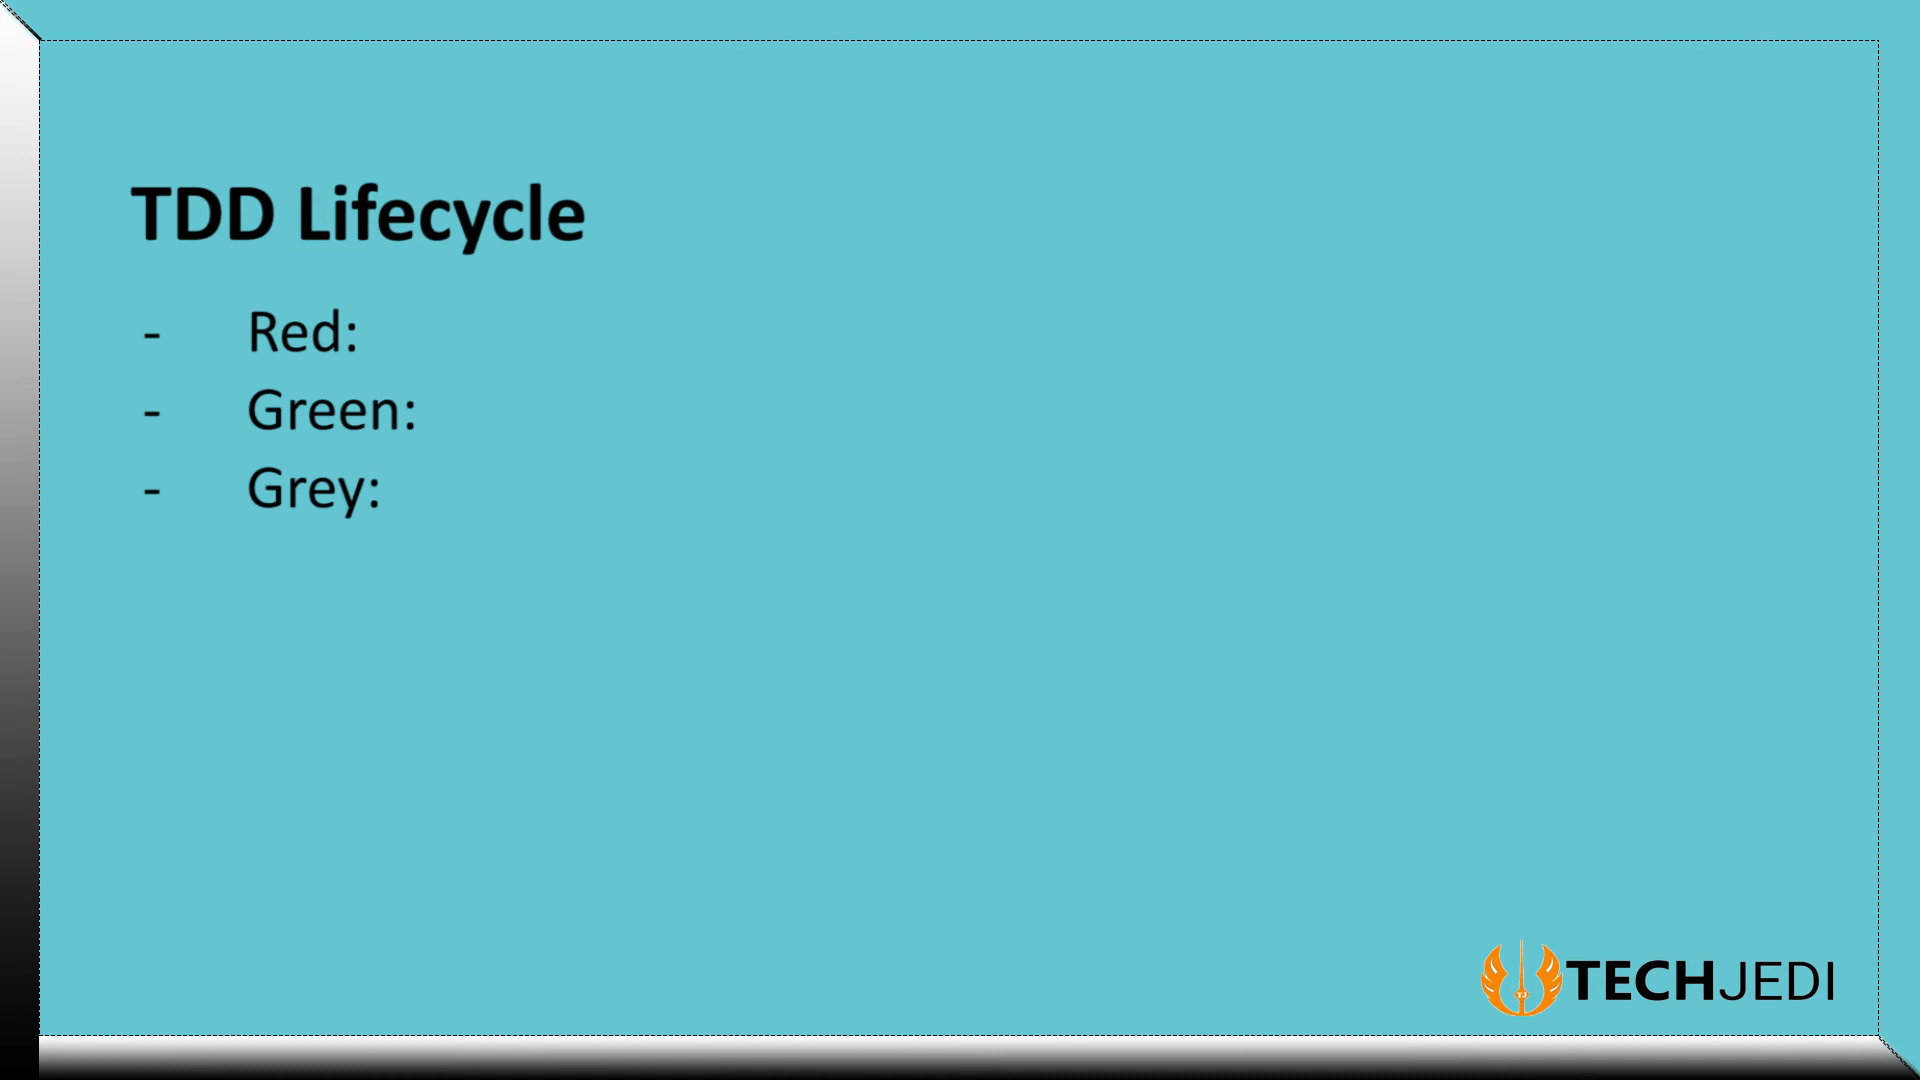 TDD Lifecycle
- Red:
- Green:
- Grey:
TECHJEDI